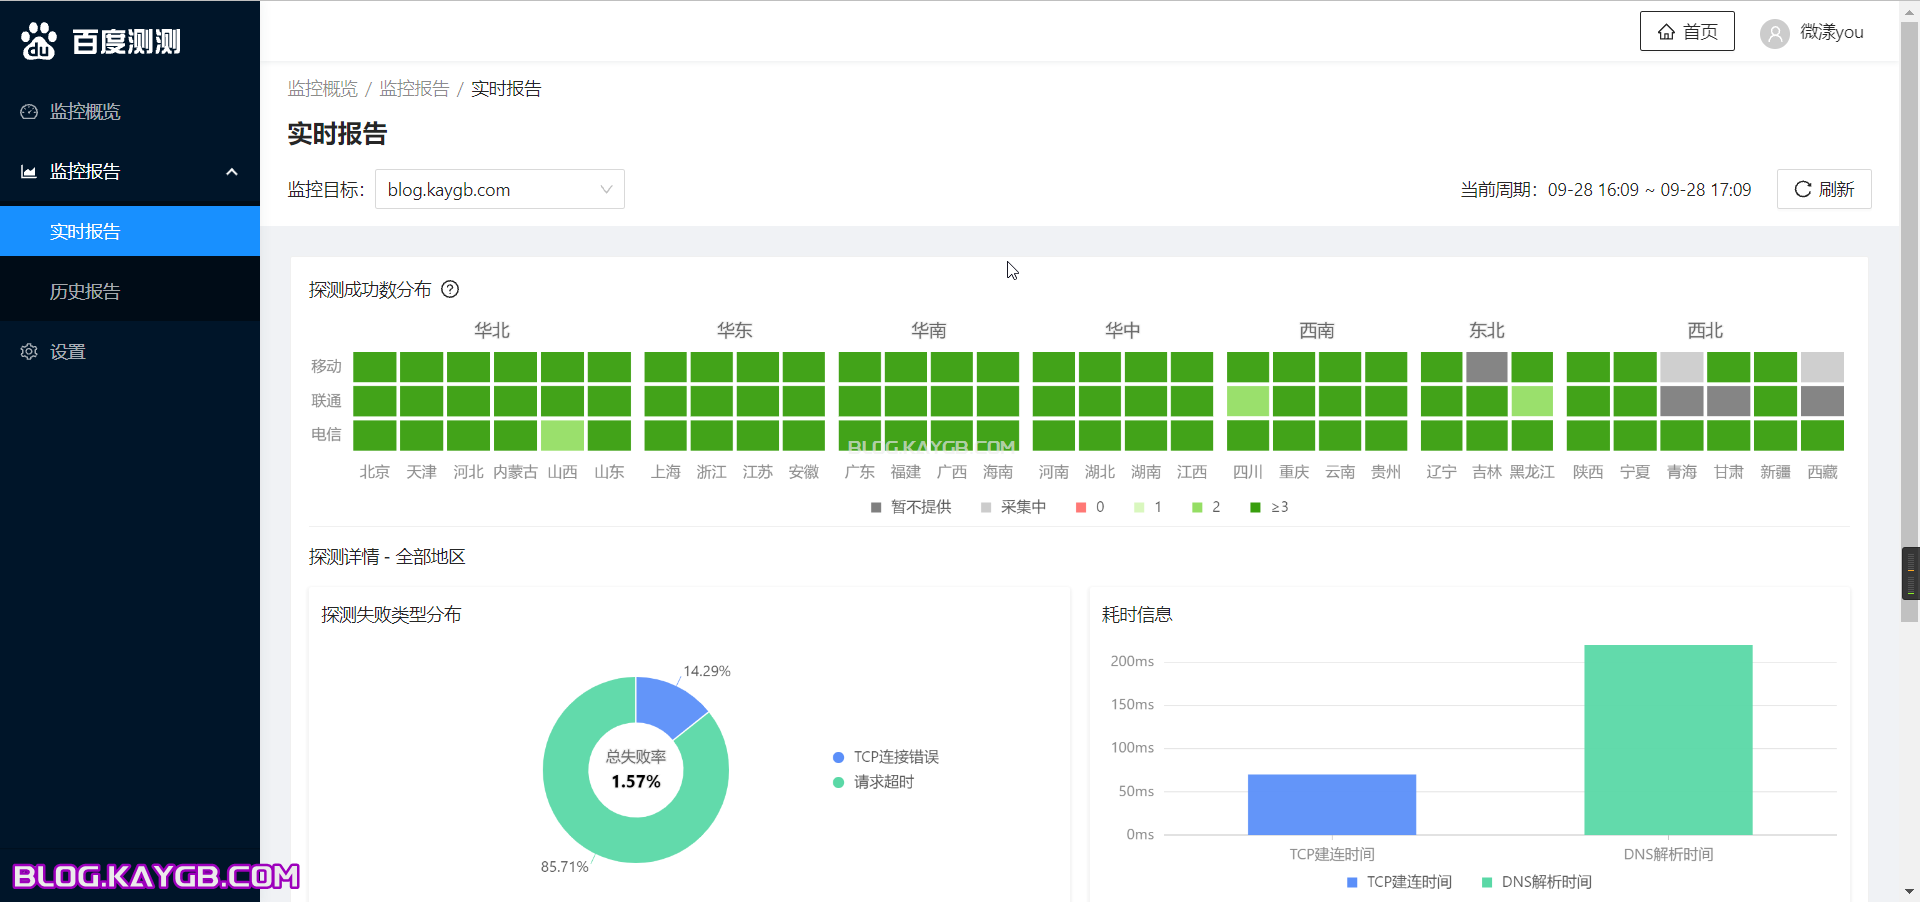 百度测测
首页
微漾you
监控概览
监控报告
实时报告
历史报告
设置
监控概览 / 监控报告 / 实时报告
实时报告
监控目标: blog.kaygb.com
当前周期: 09-28 16:09 ~ 09-28 17:09
刷新
探测成功数分布
华北 华东 华南 华中 西南 东北 西北
移动
联通
电信
BLOG.KAYGB.COM
北京 天津 河北 内蒙古 山西 山东 上海 浙江 江苏 安徽 广东 福建 广西 海南 河南 湖北 湖南 江西 四川 重庆 云南 贵州 辽宁 吉林 黑龙江 陕西 宁夏 青海 甘肃 新疆 西藏
暂不提供 采集中 0 1 2 ≥3
探测详情 - 全部地区
探测失败类型分布
14.29%
总失败率
1.57%
85.71%
TCP连接错误
请求超时
耗时信息
200ms
150ms
100ms
50ms
0ms
TCP建连时间 DNS解析时间
TCP建连时间 DNS解析时间
BLOG.KAYGB.COM